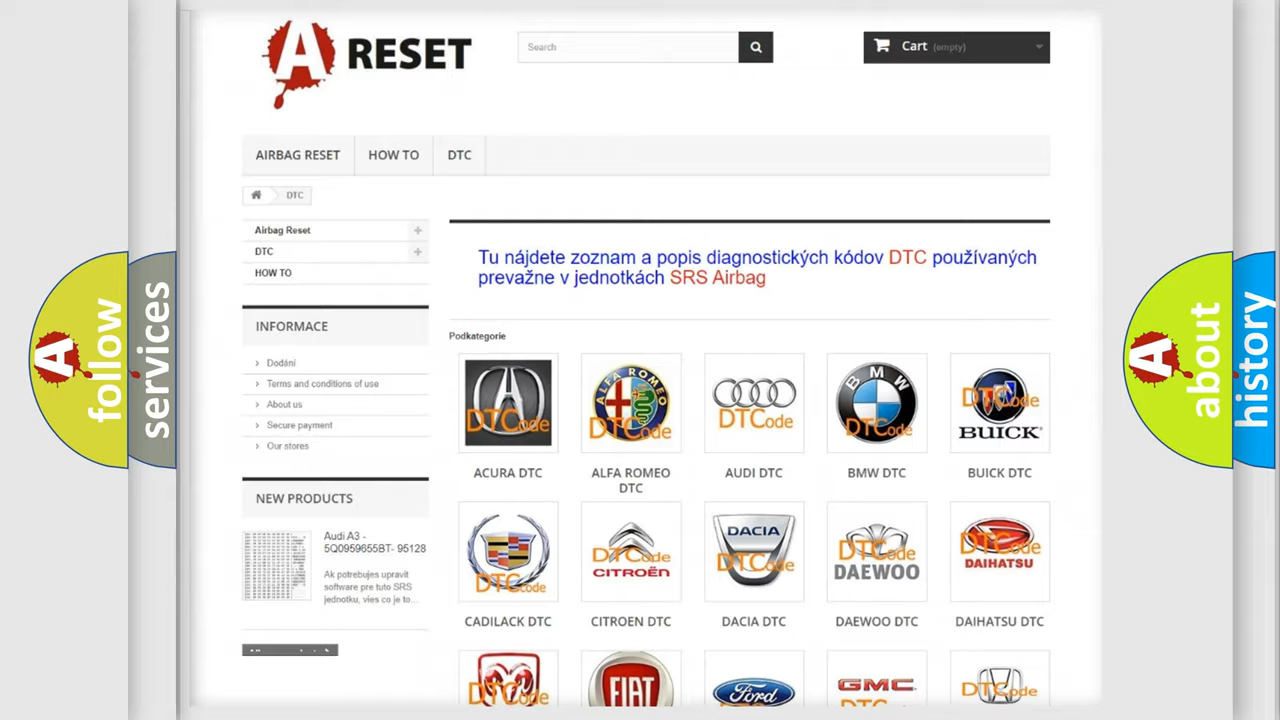 A RESET
Search
Cart (empty)
AIRBAG RESET
HOW TO
DTC
DTC
Airbag Reset
DTC
HOW TO
INFORMACE
Dodání
Terms and conditions of use
About us
Secure payment
Our stores
NEW PRODUCTS
Audi A3 -
5Q0959655BT- 95128
Ak potrebujes upravit
software pre tuto SRS
jednotku, vies co je to...
Tu nájdete zoznam a popis diagnostických kódov DTC používaných
prevažne v jednotkách SRS Airbag
Podkategorie
DTCode
ALFA ROMEO
DTCode
DTCode
BMW
DTCode
DTCode
BUICK
ACURA DTC
ALFA ROMEO
DTC
AUDI DTC
BMW DTC
BUICK DTC
DTCode
DTCode
CITROËN
DACIA
DTCode
DTCode
DAEWOO
DTCode
DAIHATSU
CADILACK DTC
CITROEN DTC
DACIA DTC
DAEWOO DTC
DAIHATSU DTC
DTCode
FIAT
Ford
GMC
DTCode
A follow
services
A about
history